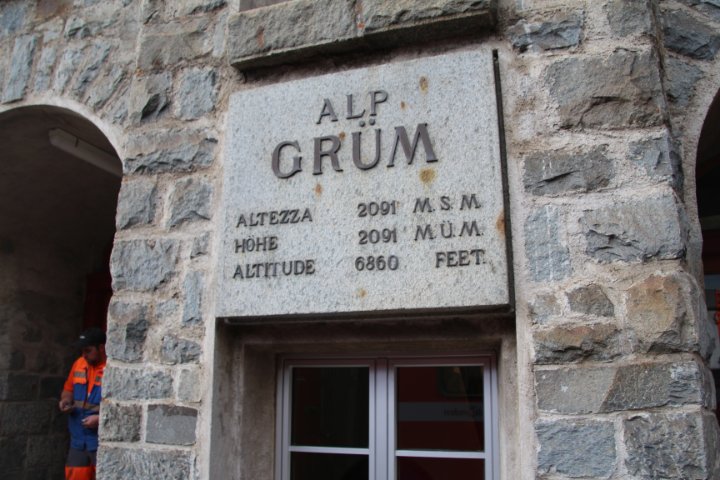 ALP
GRÜM
ALTEZZA 2091 M.S.M.
HÖHE 2091 M.Ü.M.
ALTITUDE 6860 FEET.